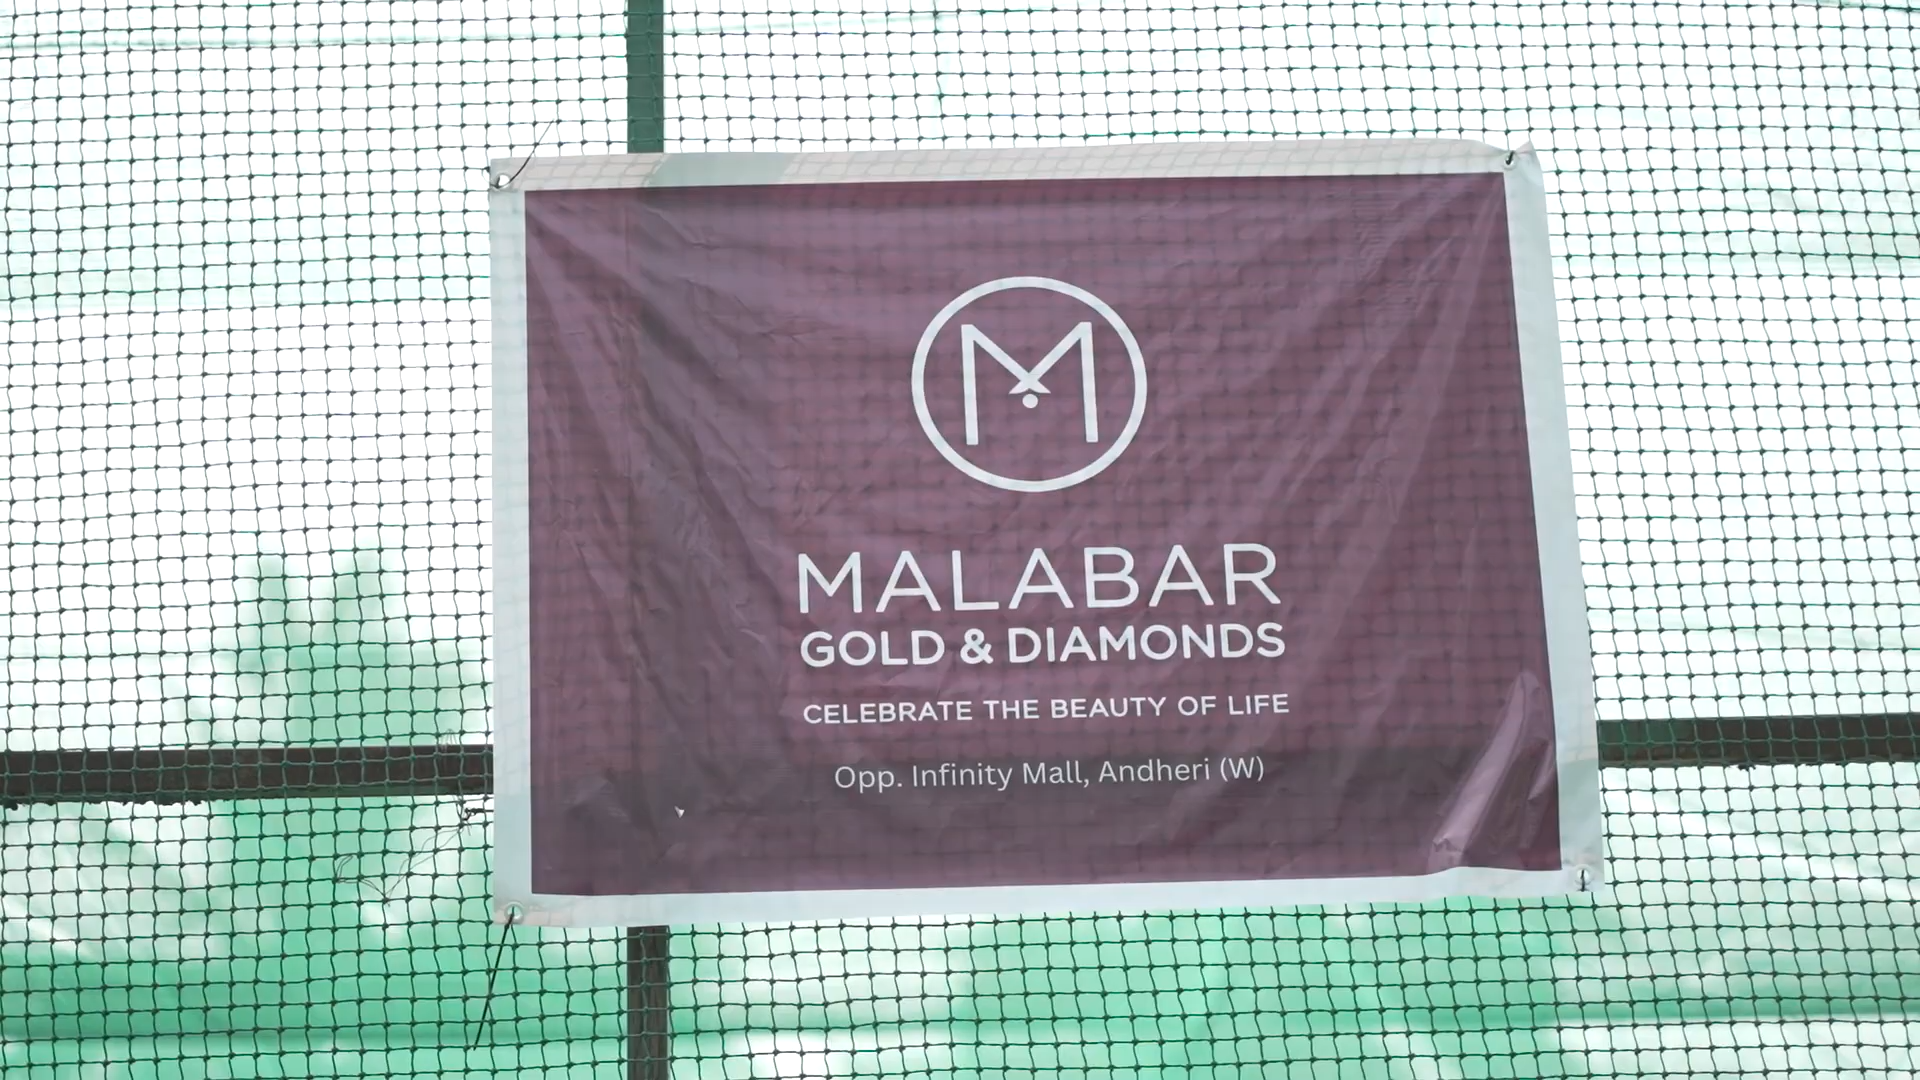 MALABAR
GOLD & DIAMONDS
CELEBRATE THE BEAUTY OF LIFE
Opp. Infinity Mall, Andheri (W)